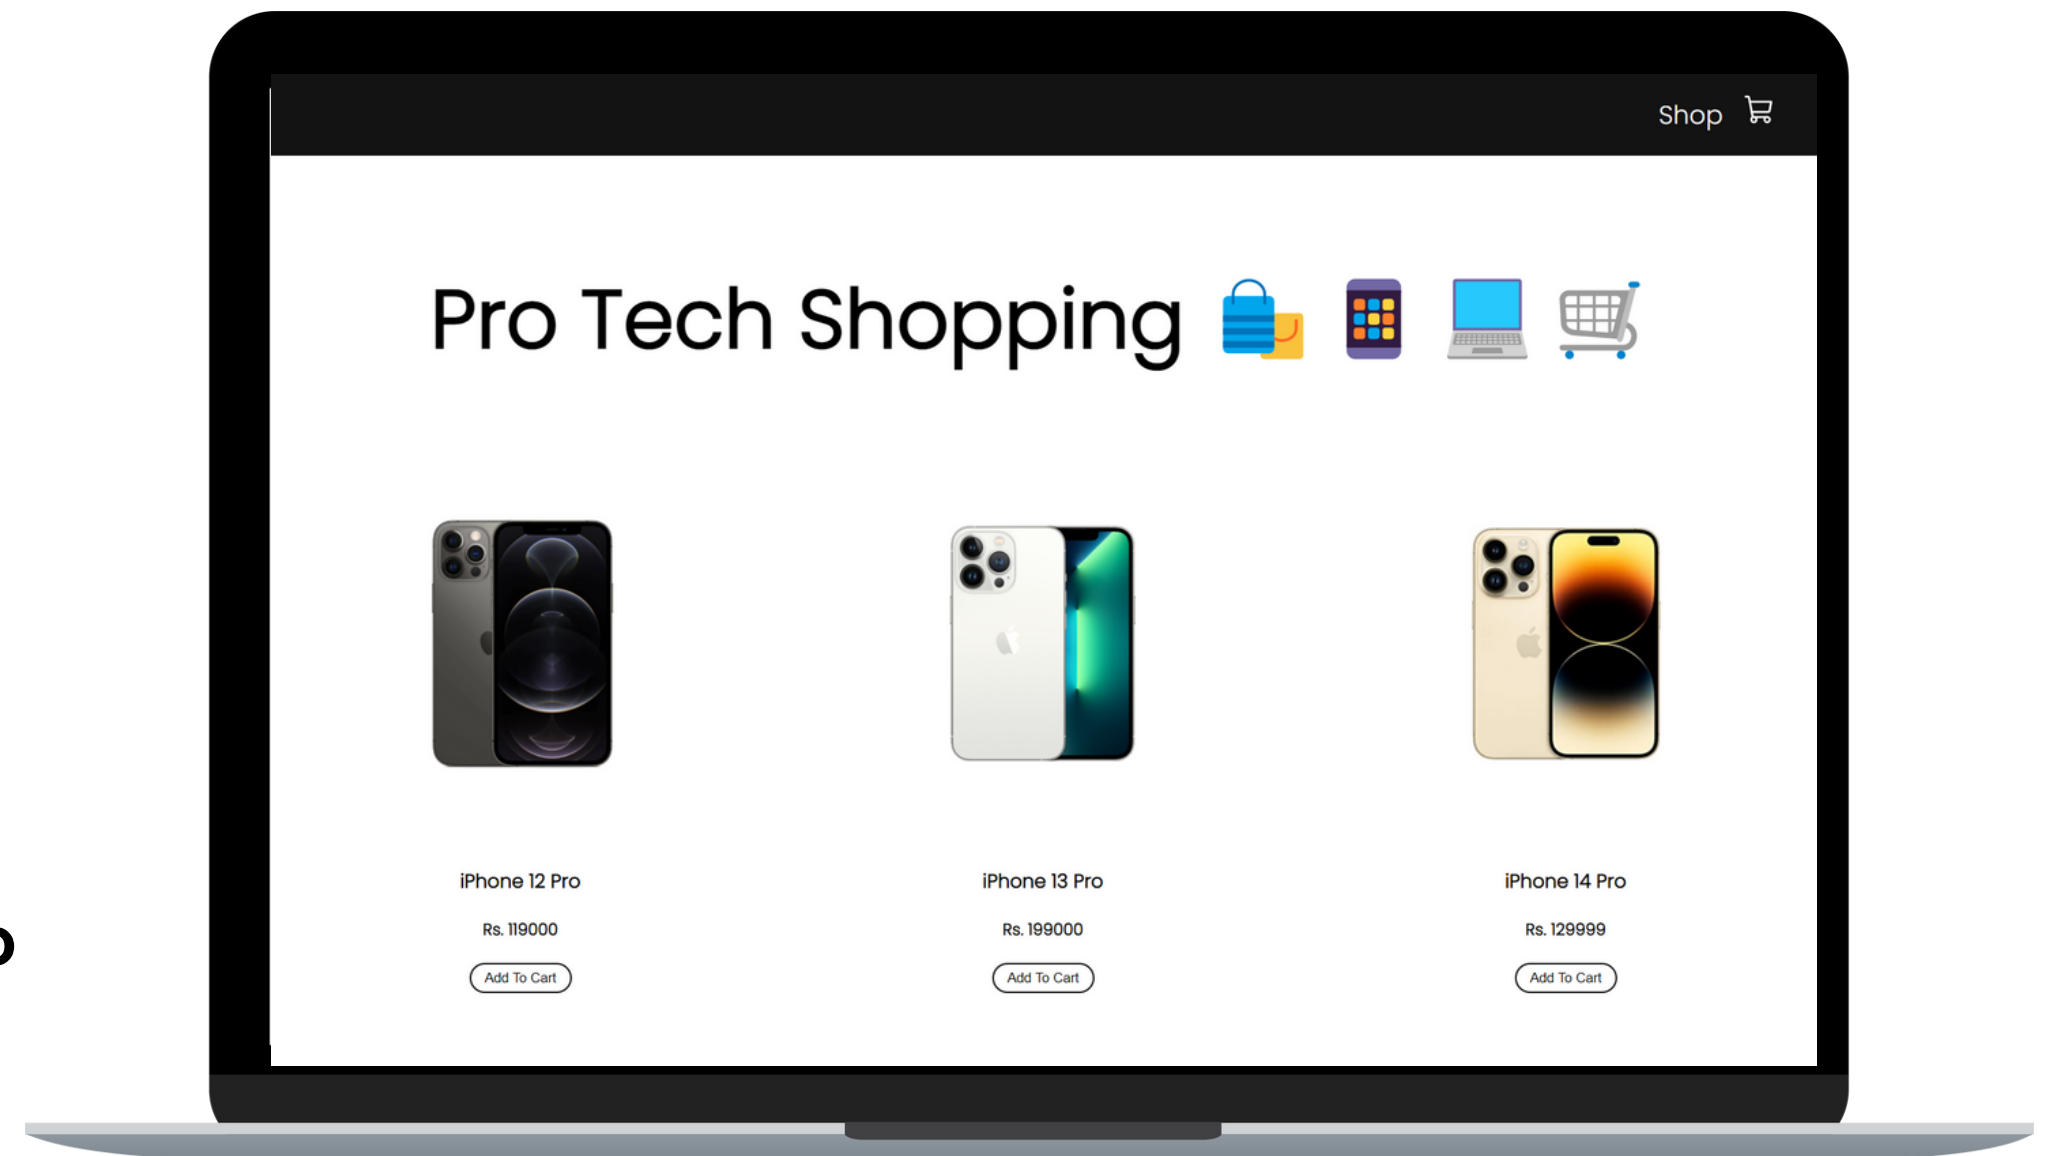 Shop
Pro Tech Shopping
iPhone 12 Pro
iPhone 13 Pro
iPhone 14 Pro
Rs. 119000
Rs. 199000
Rs. 129999
Add To Cart
Add To Cart
Add To Cart